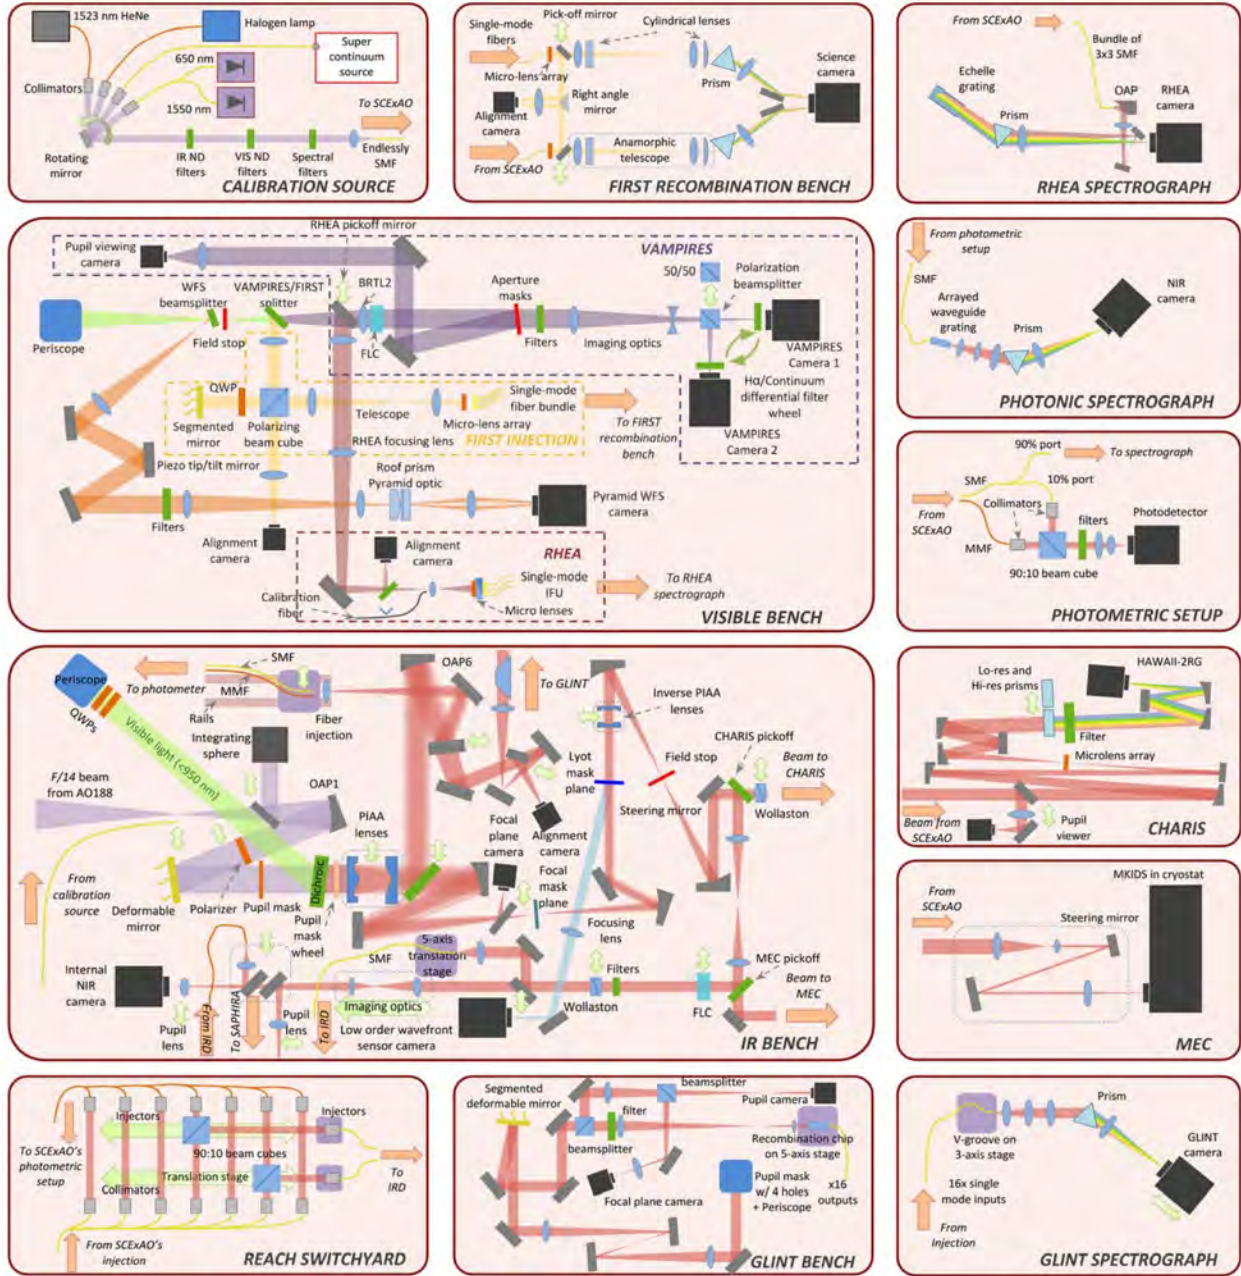 1523 nm HeNe
Halogen lamp
650 nm
Super
continuum
source
Collimators
1550 nm
To SCExAO
Rotating
mirror
IR ND
filters
VIS ND
filters
Spectral
filters
Endlessly
SMF
CALIBRATION SOURCE
Pick-off mirror
Single-mode
fibers
Cylindrical lenses
Micro-lens array
Prism
Science
camera
Right angle
mirror
Alignment
camera
Anamorphic
telescope
From SCExAO
FIRST RECOMBINATION BENCH
From SCExAO
Bundle of
3x3 SMF
Echelle
grating
OAP
RHEA
camera
Prism
RHEA SPECTROGRAPH
RHEA pickoff mirror
Pupil viewing
camera
VAMPIRES
WFS
beamsplitter
VAMPIRES/FIRST
splitter
BRTL2
Aperture
masks
50/50
Polarization
beamsplitter
Periscope
Field stop
FLC
Filters
Imaging optics
VAMPIRES
Camera 1
QWP
Single-mode
fiber bundle
Hα/Continuum
differential filter
wheel
Segmented
mirror
Polarizing
beam cube
Telescope
Micro-lens array
FIRST INJECTION
To FIRST
recombination
bench
VAMPIRES
Camera 2
RHEA focusing lens
Piezo tip/tilt mirror
Roof prism
Pyramid optic
Filters
Pyramid WFS
camera
Alignment
camera
Alignment
camera
RHEA
Single-mode
IFU
To RHEA
spectrograph
Calibration
fiber
Micro lenses
VISIBLE BENCH
From photometric
setup
SMF
NIR
camera
Arrayed
waveguide
grating
Prism
PHOTONIC SPECTROGRAPH
90% port
To spectrograph
SMF
10% port
Collimators
From
SCExAO
filters
Photodetector
MMF
90:10 beam cube
PHOTOMETRIC SETUP
Periscope
QWPs
To photometer
SMF
MMF
Rails
Fiber
injection
OAP6
To GLINT
Inverse PIAA
lenses
Visible light (<950 nm)
Integrating
sphere
CHARIS pickoff
F/14 beam
from AO188
OAP1
Lyot
mask
plane
Field stop
Beam to
CHARIS
Steering mirror
Wollaston
PIAA
lenses
Focal
plane
camera
Alignment
camera
Focal
mask
plane
From
calibration
source
Dichroic
Deformable
mirror
Polarizer
Pupil mask
Pupil
mask
wheel
Focusing
lens
5-axis
translation
stage
SMF
MEC
pickoff
Internal
NIR
camera
Filters
Beam to
MEC
Imaging optics
Wollaston
FLC
Pupil
lens
From IRD
To SAPHIRA
Pupil
lens
To IRD
Low order wavefront
sensor camera
IR BENCH
Lo-res and
Hi-res prisms
HAWAII-2RG
Filter
Microlens array
Beam from
SCExAO
Pupil
viewer
CHARIS
MKIDS in cryostat
From
SCExAO
Steering mirror
MEC
Injectors
Injectors
To SCExAO's
photometric
setup
90:10 beam cubes
Translation stage
To
IRD
Collimators
From SCExAO's
injection
REACH SWITCHYARD
Segmented
deformable mirror
beamsplitter
filter
Pupil camera
beamsplitter
Recombination chip
on 5-axis stage
Focal plane camera
Pupil mask
w/ 4 holes
+ Periscope
x16
outputs
GLINT BENCH
Prism
V-groove on
3-axis stage
GLINT
camera
16x single
mode inputs
From
Injection
GLINT SPECTROGRAPH